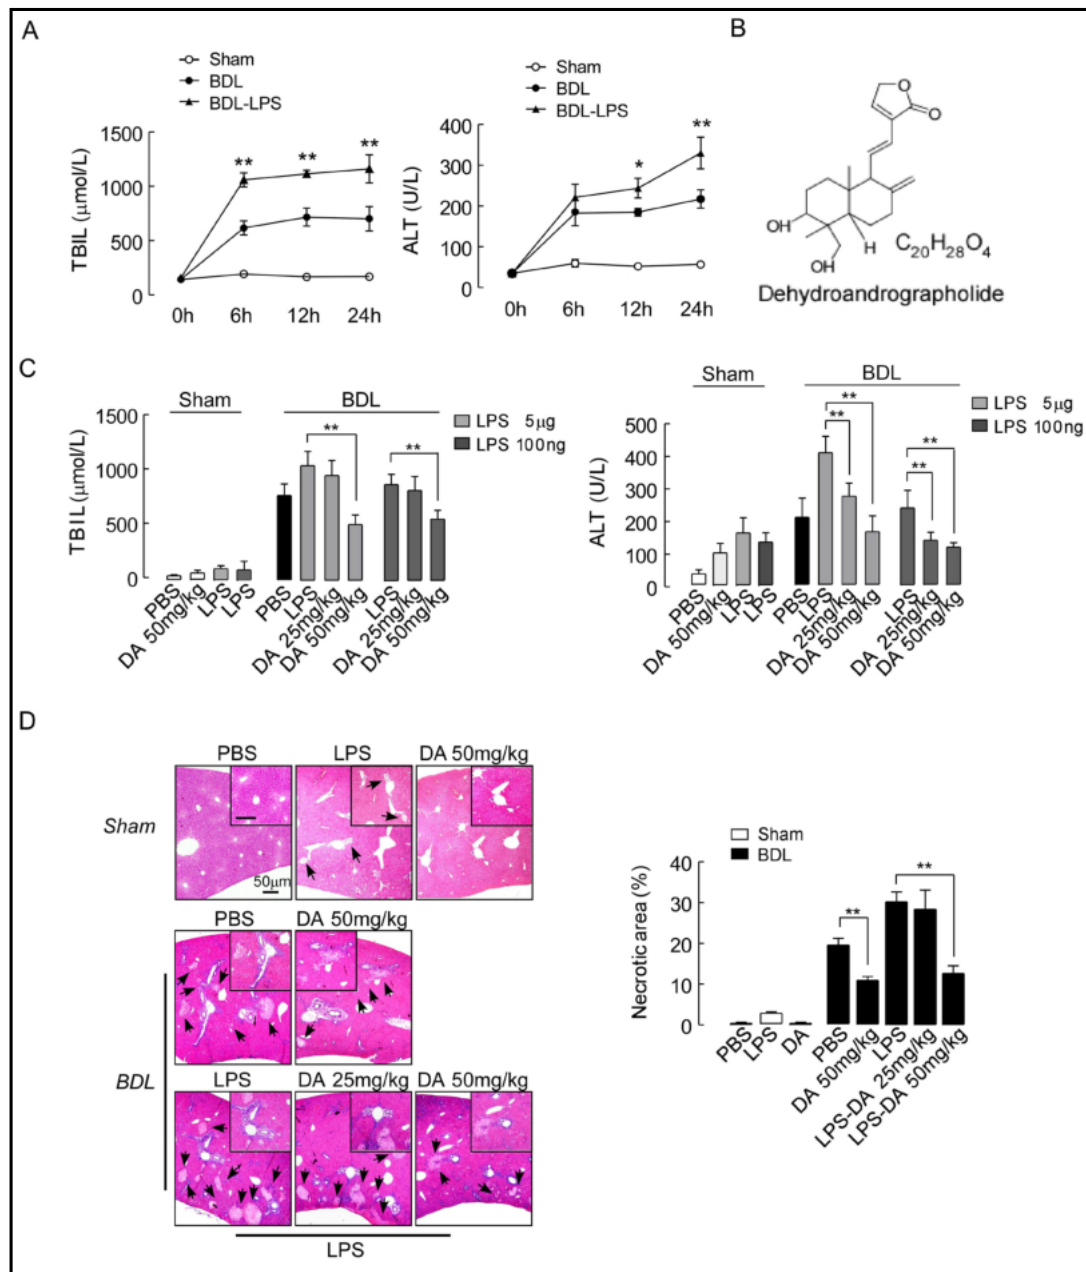 A
Sham
BDL
BDL-LPS
TBIL (μmol/L)
1500
1000
500
0
**
**
**
0h
6h
12h
24h
Sham
BDL
BDL-LPS
ALT (U/L)
400
300
200
100
0
*
**
0h
6h
12h
24h
B
O
O
OH
OH
H
C20H28O4
Dehydroandrographolide
C
Sham
BDL
LPS 5μg
LPS 100ng
TBIL (μmol/L)
1500
1000
500
0
**
**
PBS
DA 50mg/kg
LPS
LPS
PBS
LPS
DA 25mg/kg
DA 50mg/kg
LPS
DA 25mg/kg
DA 50mg/kg
Sham
BDL
LPS 5μg
LPS 100ng
ALT (U/L)
500
400
300
200
100
0
**
**
**
**
PBS
DA 50mg/kg
LPS
LPS
PBS
LPS
DA 25mg/kg
DA 50mg/kg
LPS
DA 25mg/kg
DA 50mg/kg
D
PBS
LPS
DA 50mg/kg
Sham
50μm
PBS
DA 50mg/kg
BDL
LPS
DA 25mg/kg
DA 50mg/kg
LPS
Sham
BDL
Necrotic area (%)
40
30
20
10
0
**
**
PBS
LPS
DA
PBS
DA 50mg/kg
LPS
LPS-DA 25mg/kg
LPS-DA 50mg/kg